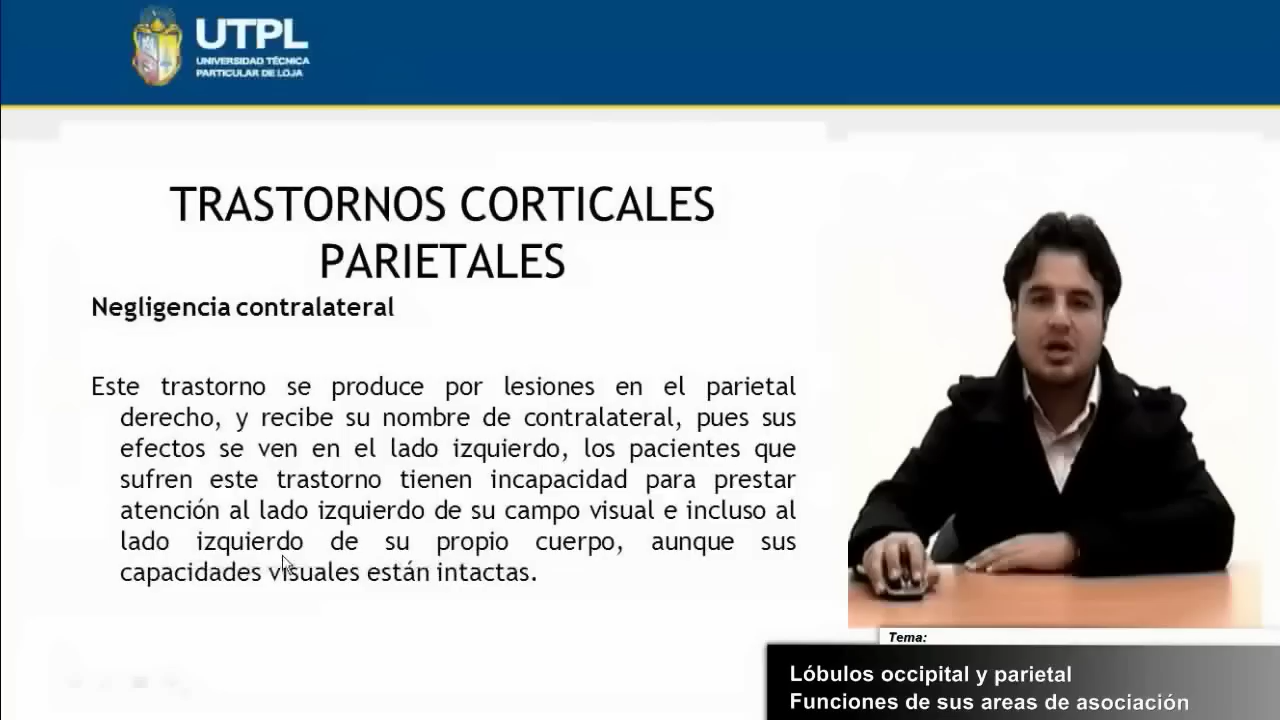 UTPL
UNIVERSIDAD TÉCNICA
PARTICULAR DE LOJA
TRASTORNOS CORTICALES
PARIETALES
Negligencia contralateral
Este trastorno se produce por lesiones en el parietal
derecho, y recibe su nombre de contralateral, pues sus
efectos se ven en el lado izquierdo, los pacientes que
sufren este trastorno tienen incapacidad para prestar
atención al lado izquierdo de su campo visual e incluso al
lado izquierdo de su propio cuerpo, aunque sus
capacidades visuales están intactas.
Tema:
Lóbulos occipital y parietal
Funciones de sus areas de asociación